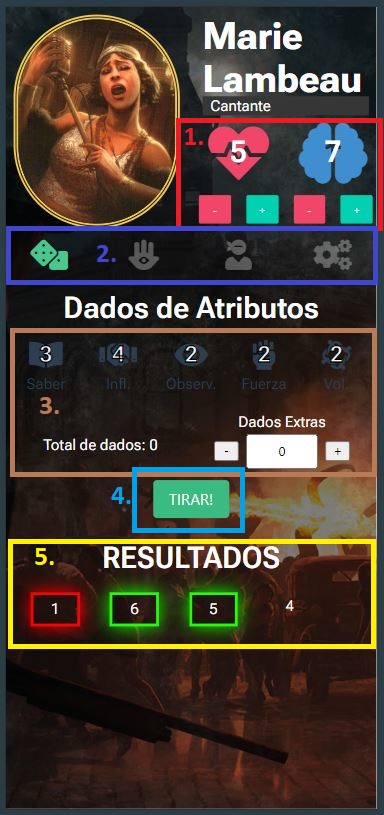 Marie
Lambeau
Cantante
1.
5 7
- + - +
2.
Dados de Atributos
3 4 2 2 2
Saber Infl. Observ. Fuerza Vol.
3.
Dados Extras
Total de dados: 0
- 0 +
4.
TIRAR!
5.
RESULTADOS
1 6 5 4